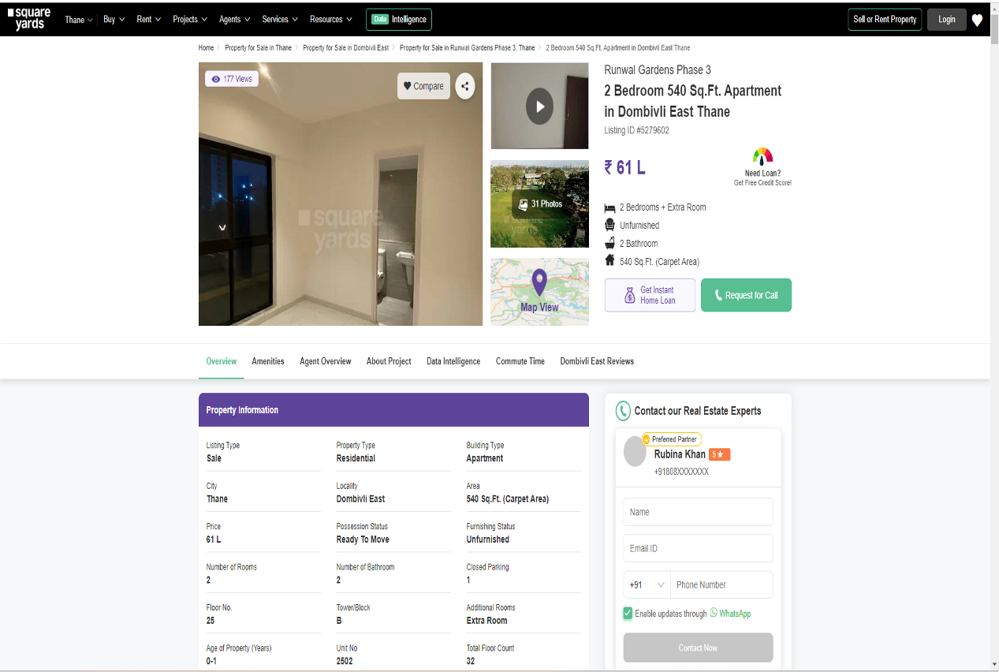 square yards
Thane Buy Rent Projects Agents Services Resources Data Intelligence Sell or Rent Property Login
Home Property for Sale in Thane Property for Sale in Dombivli East Property for Sale in Runwal Gardens Phase 3, Thane 2 Bedroom 540 Sq.Ft. Apartment in Dombivli East Thane
177 Views
Compare
square
yards
31 Photos
square
yards
Map View
Runwal Gardens Phase 3
2 Bedroom 540 Sq.Ft. Apartment
in Dombivli East Thane
Listing ID #5279602
₹ 61 L
Need Loan?
Get Free Credit Score!
2 Bedrooms + Extra Room
Unfurnished
2 Bathroom
540 Sq.Ft. (Carpet Area)
Get Instant
Home Loan
Request for Call
Overview Amenities Agent Overview About Project Data Intelligence Commute Time Dombivli East Reviews
Property Information
Listing Type Property Type Building Type
Sale Residential Apartment
City Locality Area
Thane Dombivli East 540 Sq.Ft. (Carpet Area)
Price Possession Status Furnishing Status
61 L Ready To Move Unfurnished
Number of Rooms Number of Bathroom Closed Parking
2 2 1
Floor No. Tower/Block Additional Rooms
25 B Extra Room
Age of Property (Years) Unit No Total Floor Count
0-1 2502 32
Contact our Real Estate Experts
Preferred Partner
Rubina Khan 5★
+91808XXXXXXX
Name
Email ID
+91 Phone Number
Enable updates through WhatsApp
Contact Now